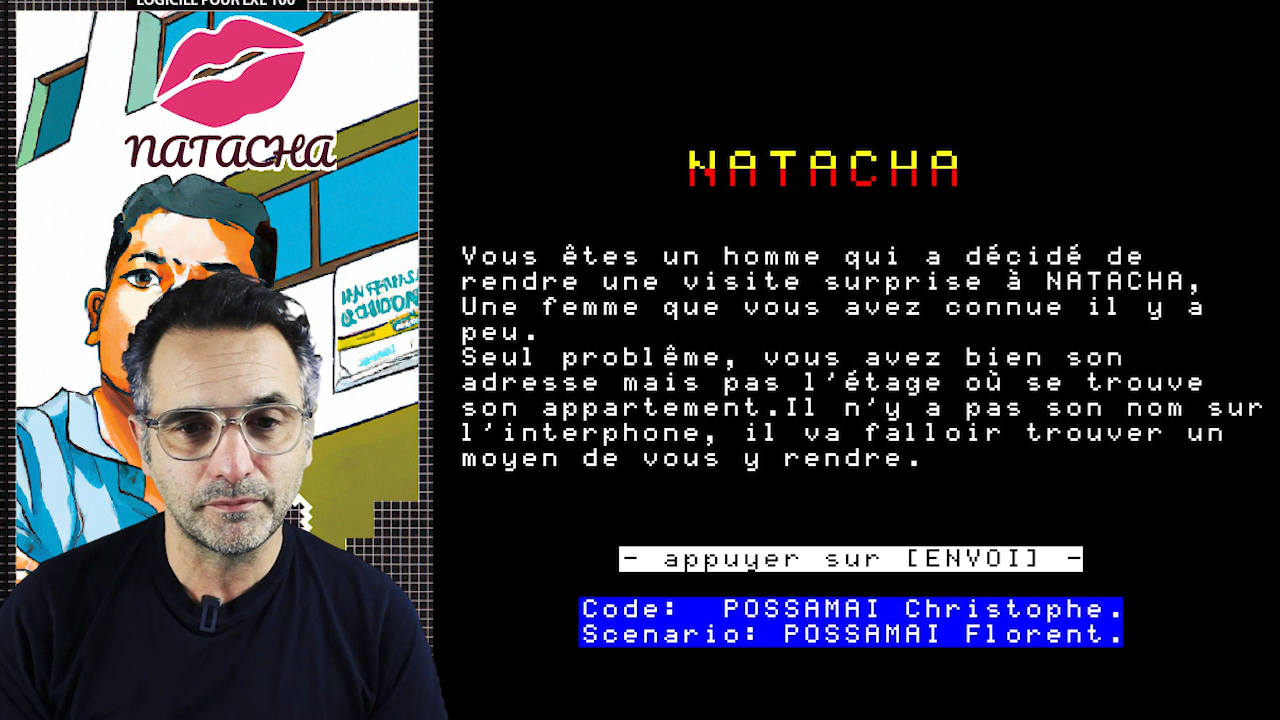 LOGICIEL POUR EXL 100
NATACHA
NATACHA
Vous êtes un homme qui a décidé de
rendre une visite surprise à NATACHA,
Une femme que vous avez connue il y a
peu.
Seul problême, vous avez bien son
adresse mais pas l'étage où se trouve
son appartement.Il n'y a pas son nom sur
l'interphone, il va falloir trouver un
moyen de vous y rendre.
- appuyer sur [ENVOI] -
Code: POSSAMAI Christophe.
Scenario: POSSAMAI Florent.